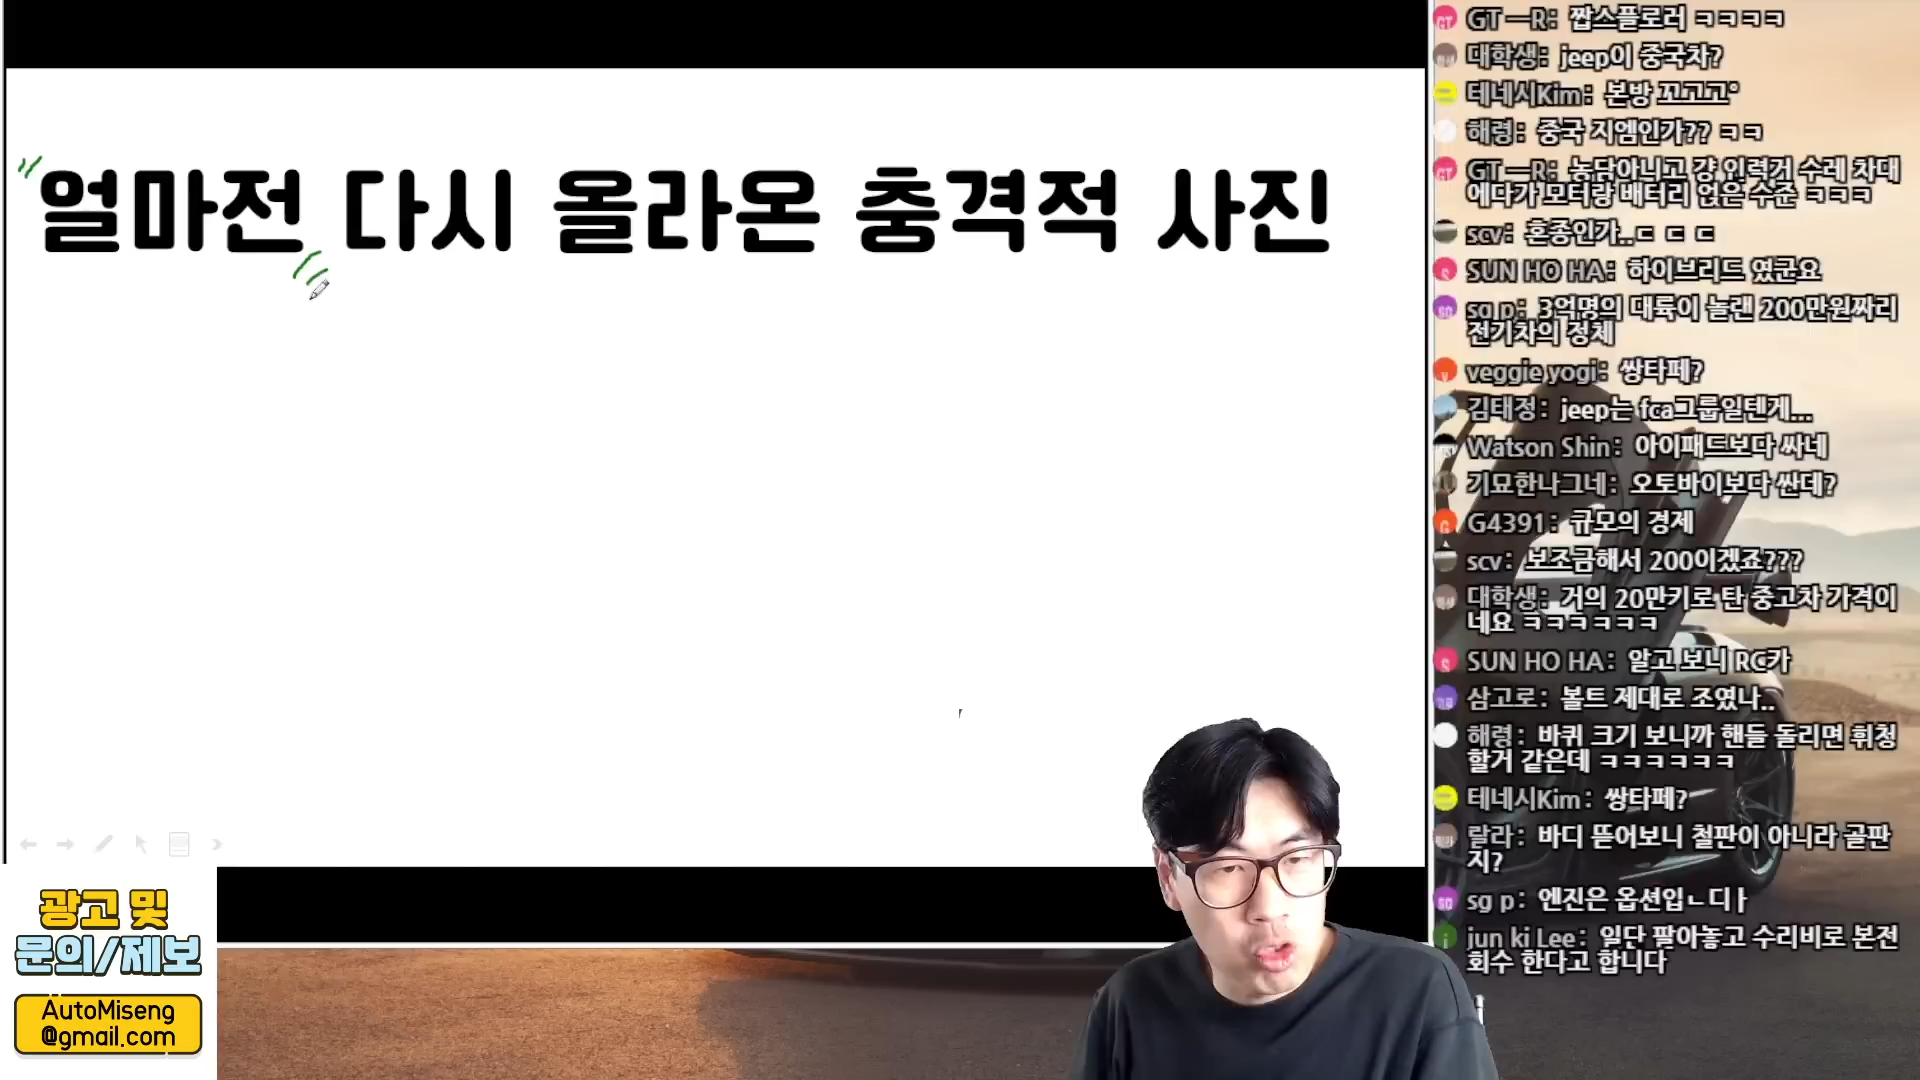 얼마전 다시 올라온 충격적 사진
광고 및
문의/제보
AutoMiseng
@gmail.com
GT—R: 짭스플로러 ㅋㅋㅋㅋ
대학생: jeep이 중국차?
테네시Kim: 본방 꼬고고~
해령: 중국 지엠인가?? ㅋㅋ
GT—R: 농담아니고 걍 인력거 수레 차대
에다가 모터랑 배터리 얹은 수준 ㅋㅋㅋ
scv: 혼종인가..ㄷ ㄷ ㄷ
SUN HO HA: 하이브리드 였군요
sg p: 3억명의 대륙이 놀랜 200만원짜리
전기차의 정체
veggie yogi: 쌍타페?
김태정: jeep는 fca그룹일텐게...
Watson Shin: 아이패드보다 싸네
기묘한나그네: 오토바이보다 싼데?
G4391: 규모의 경제
scv: 보조금해서 200이겠죠???
대학생: 거의 20만키로 탄 중고차 가격이
네요 ㅋㅋㅋㅋㅋㅋ
SUN HO HA: 알고 보니 RC카
삼고로: 볼트 제대로 조였나..
해령: 바퀴 크기 보니까 핸들 돌리면 휘청
할거 같은데 ㅋㅋㅋㅋㅋㅋ
테네시Kim: 쌍타페?
랄라: 바디 뜯어보니 철판이 아니라 골판
지?
sg p: 엔진은 옵션입ㄴ디ㅏ
jun ki Lee: 일단 팔아놓고 수리비로 본전
회수 한다고 합니다